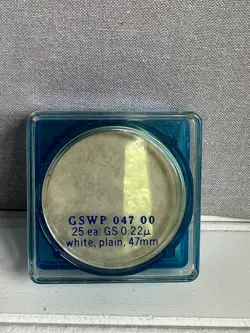 GSWP 047 00
25 ea. GS 0.22µ
white, plain, 47mm